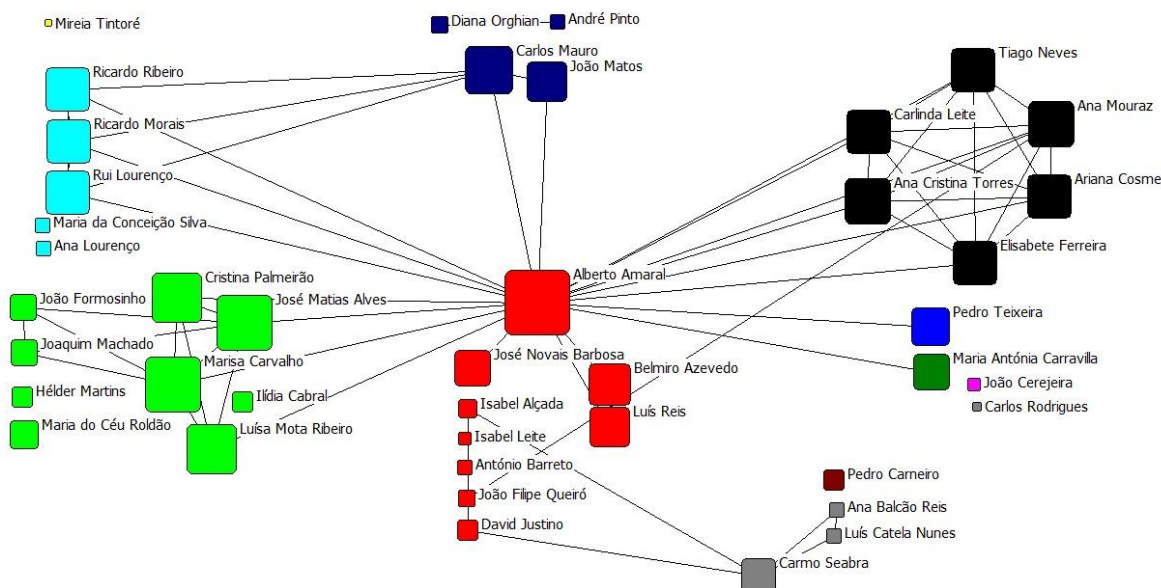 Mireia Tintoré
Diana Orghian
André Pinto
Carlos Mauro
João Matos
Tiago Neves
Ricardo Ribeiro
Ana Mouraz
Carlinda Leite
Ricardo Morais
Rui Lourenço
Ana Cristina Torres
Ariana Cosme
Maria da Conceição Silva
Ana Lourenço
Elisabete Ferreira
Cristina Palmeirão
Alberto Amaral
João Formosinho
José Matias Alves
Pedro Teixeira
Joaquim Machado
José Novais Barbosa
Marisa Carvalho
Belmiro Azevedo
Maria Antónia Carravilla
João Cerejeira
Hélder Martins
Ilídia Cabral
Isabel Alçada
Luís Reis
Carlos Rodrigues
Maria do Céu Roldão
Luísa Mota Ribeiro
Isabel Leite
António Barreto
Pedro Carneiro
João Filipe Queiró
Ana Balcão Reis
David Justino
Luís Catela Nunes
Carmo Seabra